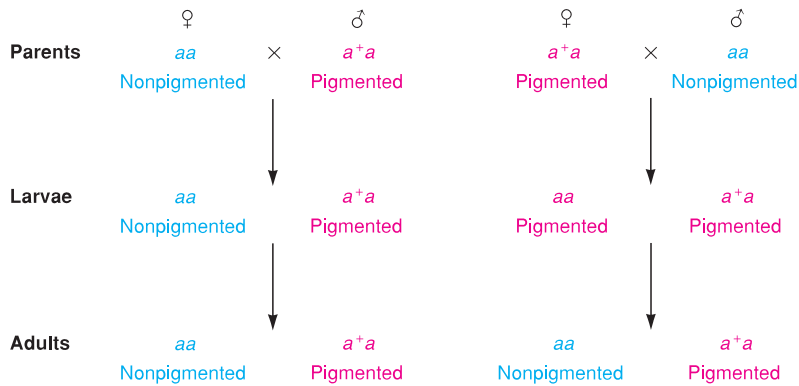 ♀ ♂ ♀ ♂
Parents aa × a⁺a a⁺a × aa
Nonpigmented Pigmented Pigmented Nonpigmented
Larvae aa a⁺a aa a⁺a
Nonpigmented Pigmented Pigmented Pigmented
Adults aa a⁺a aa a⁺a
Nonpigmented Pigmented Nonpigmented Pigmented